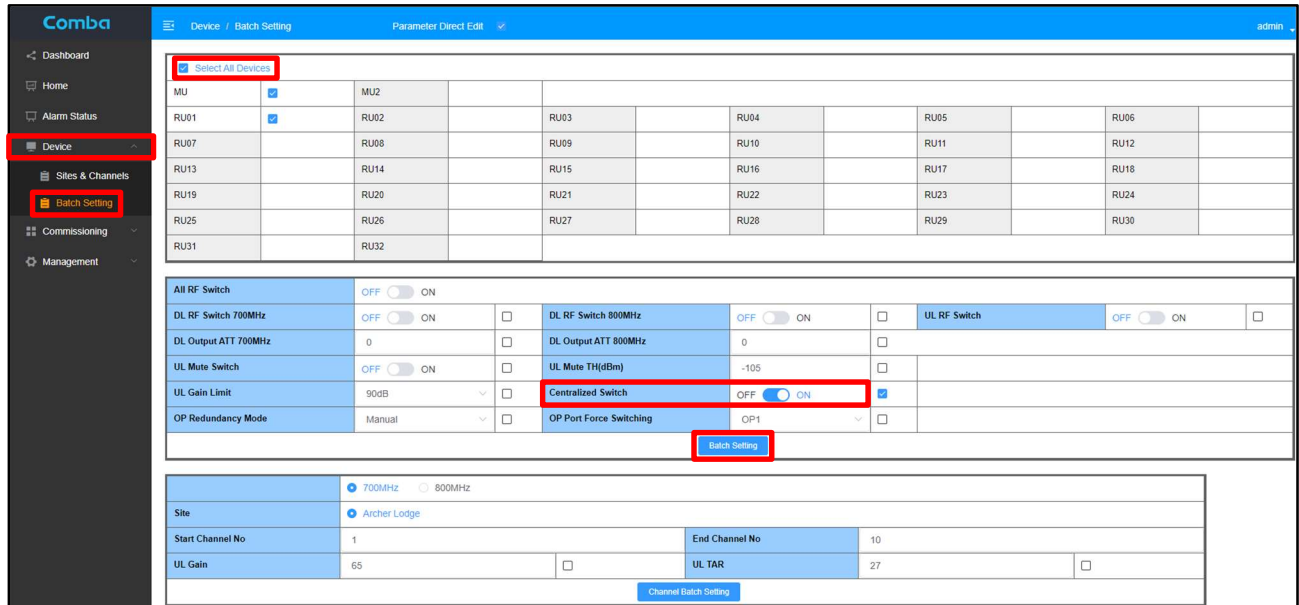 Comba
Device / Batch Setting Parameter Direct Edit admin
Dashboard
Home
Alarm Status
Device
Sites & Channels
Batch Setting
Commissioning
Management
Select All Devices
MU MU2
RU01 RU02 RU03 RU04 RU05 RU06
RU07 RU08 RU09 RU10 RU11 RU12
RU13 RU14 RU15 RU16 RU17 RU18
RU19 RU20 RU21 RU22 RU23 RU24
RU25 RU26 RU27 RU28 RU29 RU30
RU31 RU32
All RF Switch OFF ON
DL RF Switch 700MHz OFF ON DL RF Switch 800MHz OFF ON UL RF Switch OFF ON
DL Output ATT 700MHz 0 DL Output ATT 800MHz 0
UL Mute Switch OFF ON UL Mute TH(dBm) -105
UL Gain Limit 90dB Centralized Switch OFF ON
OP Redundancy Mode Manual OP Port Force Switching OP1
Batch Setting
700MHz 800MHz
Site Archer Lodge
Start Channel No 1 End Channel No 10
UL Gain 65 UL TAR 27
Channel Batch Setting